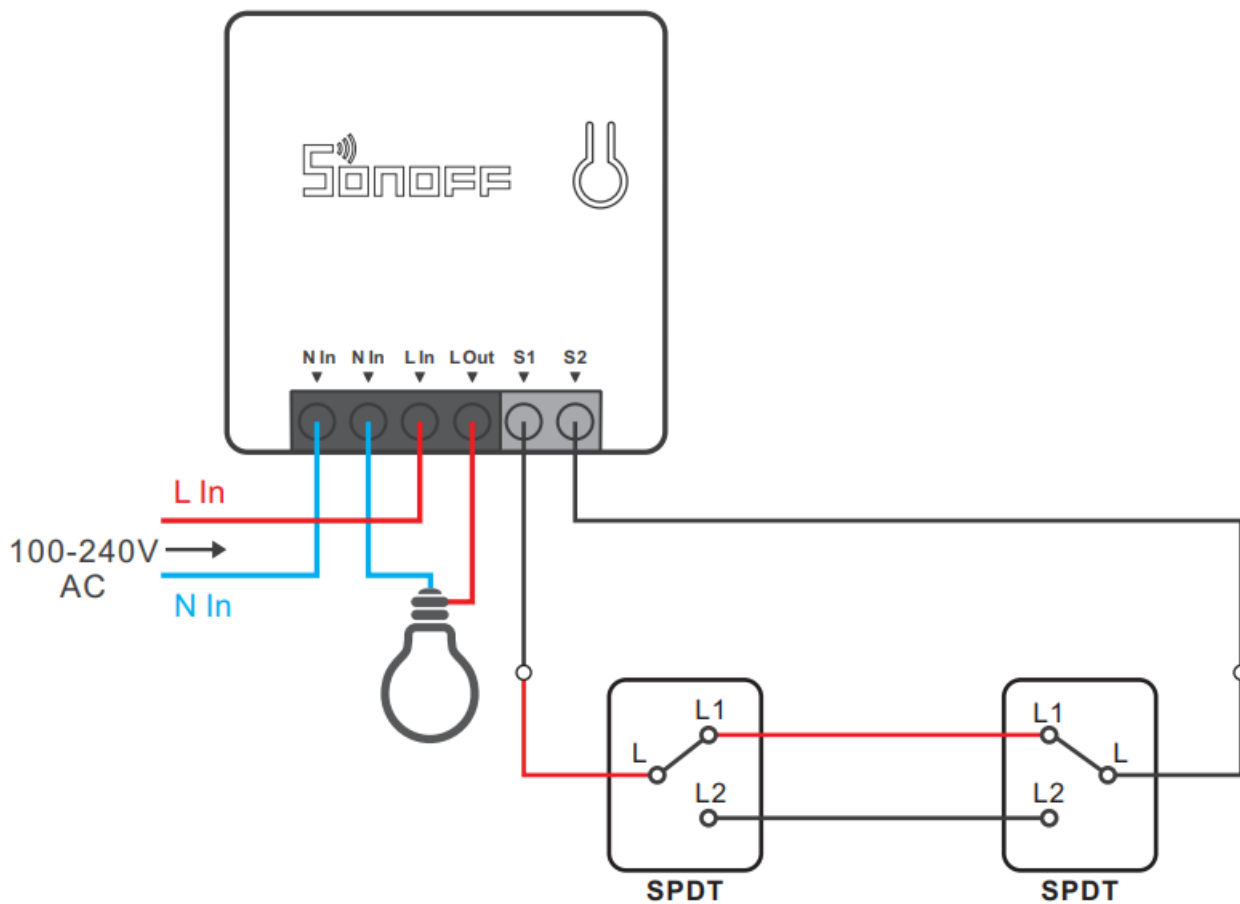 SONOFF
N In N In L In L Out S1 S2
L In
100-240V
AC
N In
L1 L1
L L
L2 L2
SPDT SPDT